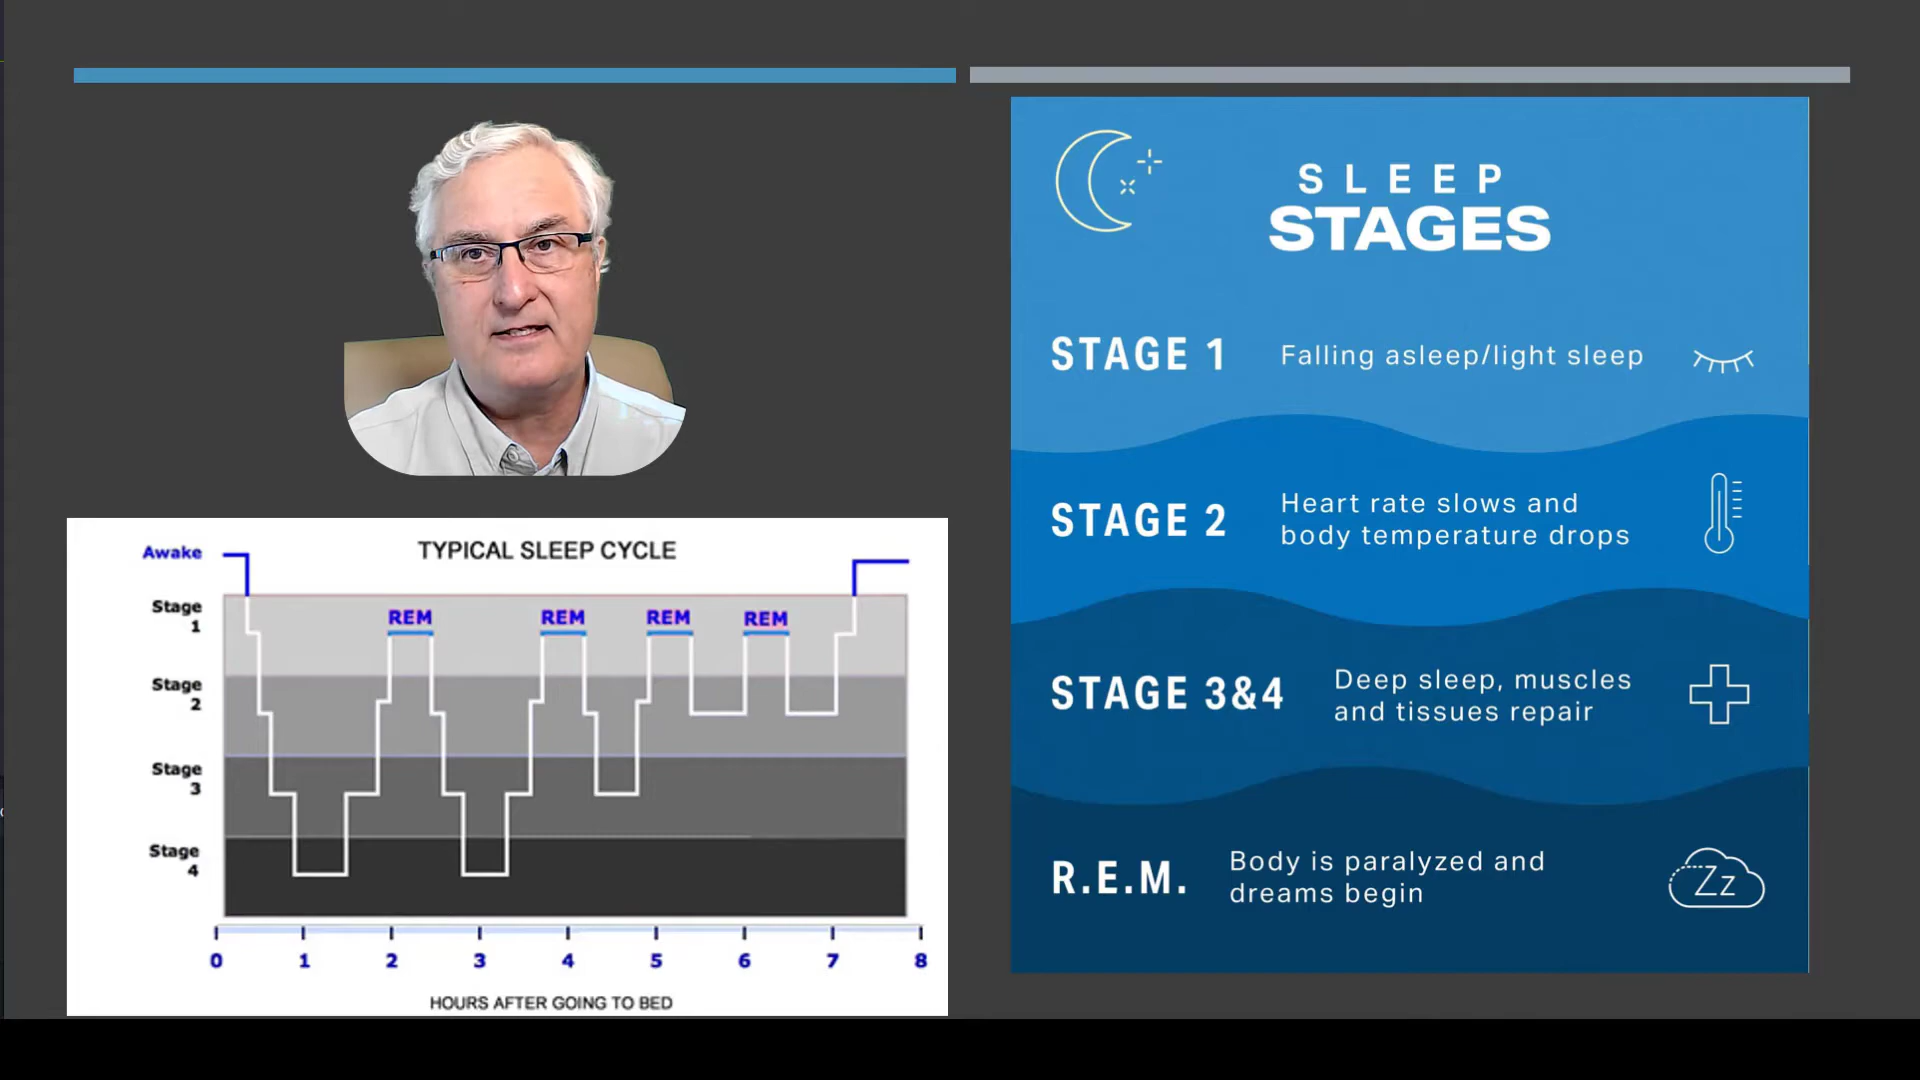 TYPICAL SLEEP CYCLE
Awake
Stage
1
Stage
2
Stage
3
Stage
4
REM REM REM REM
0 1 2 3 4 5 6 7 8
HOURS AFTER GOING TO BED
SLEEP
STAGES
STAGE 1
Falling asleep/light sleep
STAGE 2
Heart rate slows and
body temperature drops
STAGE 3&4
Deep sleep, muscles
and tissues repair
R.E.M.
Body is paralyzed and
dreams begin
Zz